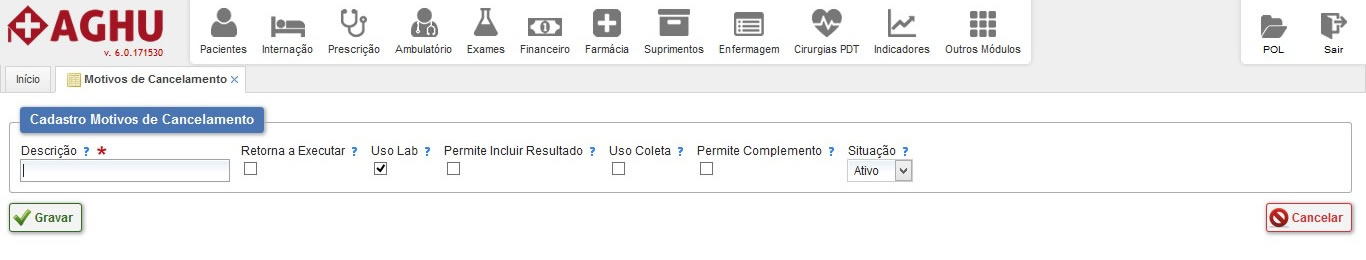 AGHU
v. 6.0.171530
Pacientes Internação Prescrição Ambulatório Exames Financeiro Farmácia Suprimentos Enfermagem Cirurgias PDT Indicadores Outros Módulos POL Sair
Início Motivos de Cancelamento ×
Cadastro Motivos de Cancelamento
Descrição ? * Retorna a Executar ? Uso Lab ? Permite Incluir Resultado ? Uso Coleta ? Permite Complemento ? Situação ?
Ativo
Gravar Cancelar